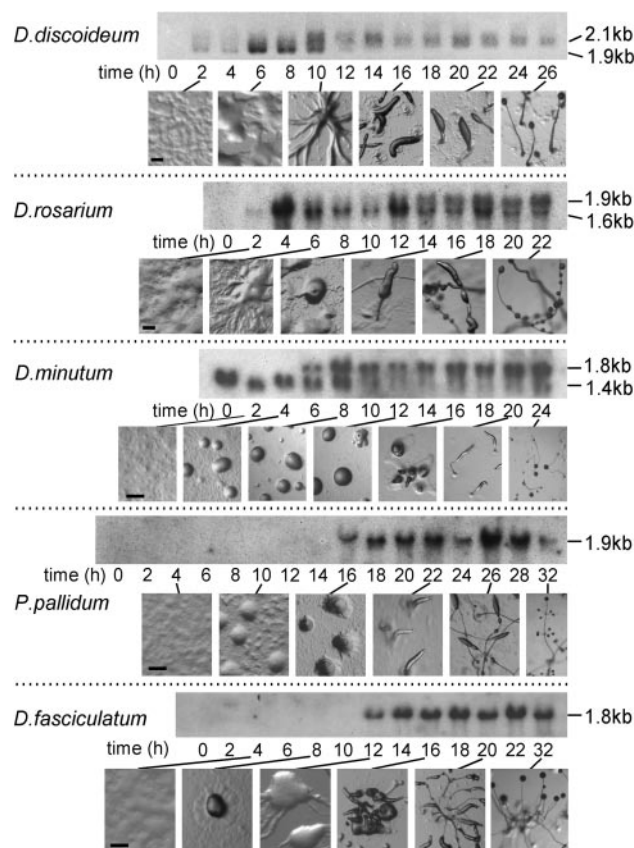 D.discoideum
2.1kb
1.9kb
time (h) 0 2 4 6 8 10 12 14 16 18 20 22 24 26
D.rosarium
1.9kb
1.6kb
time (h) 0 2 4 6 8 10 12 14 16 18 20 22
D.minutum
1.8kb
1.4kb
time (h) 0 2 4 6 8 10 12 14 16 18 20 24
1.9kb
time (h) 0 2 4 6 8 10 12 14 16 18 20 22 24 26 28 32
P.pallidum
D.fasciculatum
1.8kb
time (h) 0 2 4 6 8 10 12 14 16 18 20 22 32